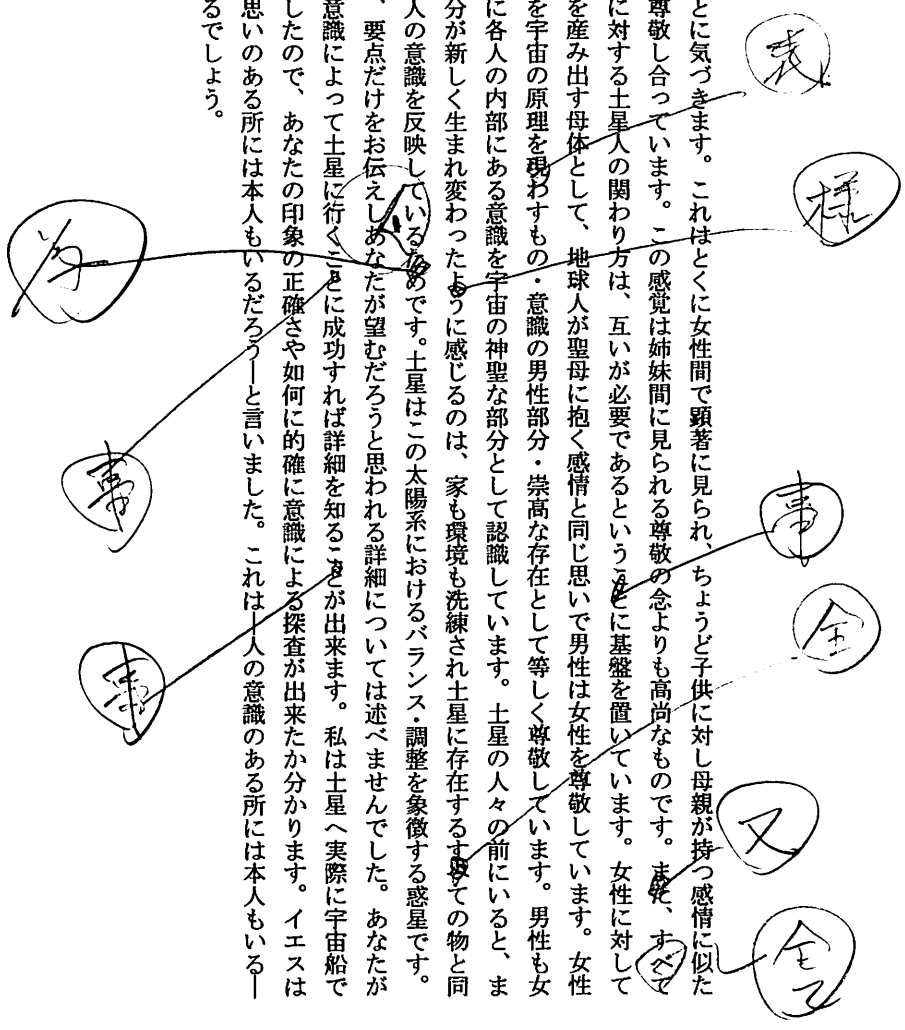 とに気づきます。これはとくに女性間で顕著に見られ、ちょうど子供に対し母親が持つ感情に似た
尊敬し合っています。この感覚は姉妹間に見られる尊敬の念よりも高尚なものです。また、すべて
に対する土星人の関わり方は、互いが必要であるということに基盤を置いています。女性に対して
を産み出す母体として、地球人が聖母に抱く感情と同じ思いで男性は女性を尊敬しています。女性
を宇宙の原理を現わすもの・意識の男性部分・崇高な存在として等しく尊敬しています。男性も女
に各人の内部にある意識を宇宙の神聖な部分として認識しています。土星の人々の前にいると、ま
分が新しく生まれ変わったように感じるのは、家も環境も洗練され土星に存在するすべての物と同
人の意識を反映しているためです。土星はこの太陽系におけるバランス・調整を象徴する惑星です。
、要点だけをお伝えしあなたが望むだろうと思われる詳細については述べませんでした。あなたが
意識によって土星に行くことに成功すれば詳細を知ることが出来ます。私は土星へ実際に宇宙船で
したので、あなたの印象の正確さや如何に的確に意識による探査が出来たか分かります。イエスは
思いのある所には本人もいるだろう―と言いました。これは―人の意識のある所には本人もいる―
るでしょう。
表
様
事
全
又
全て
事
事